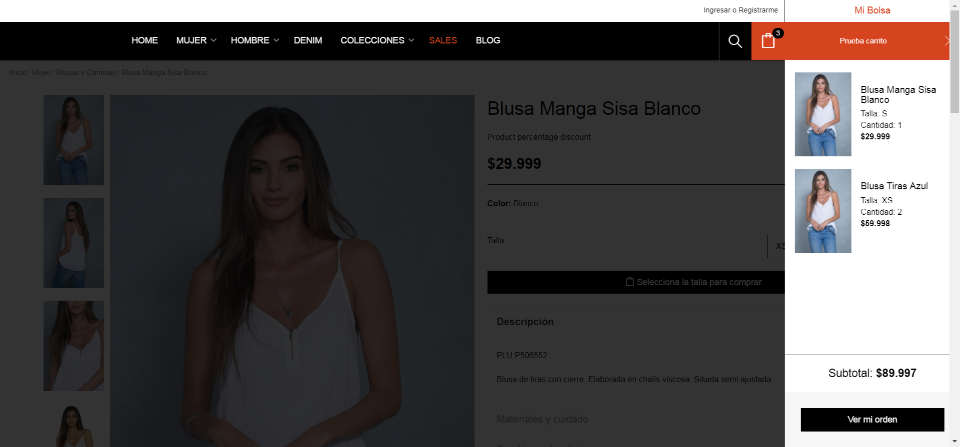 Ingresar o Registrarme
Mi Bolsa
HOME
MUJER
HOMBRE
DENIM
COLECCIONES
SALES
BLOG
3
Prueba carrito
Inicio Mujer Blusas y Camisas Blusa Manga Sisa Blanco
Blusa Manga Sisa Blanco
Product percentage discount
$29.999
Color: Blanco
Talla
XS
Selecciona la talla para comprar
Descripción
PLU:P508552
Blusa de tiras con cierre. Elaborada en chalis viscosa. Silueta semi ajustada
Materiales y cuidado
Blusa Manga Sisa
Blanco
Talla: S
Cantidad: 1
$29.999
Blusa Tiras Azul
Talla: XS
Cantidad: 2
$59.998
Subtotal: $89.997
Ver mi orden